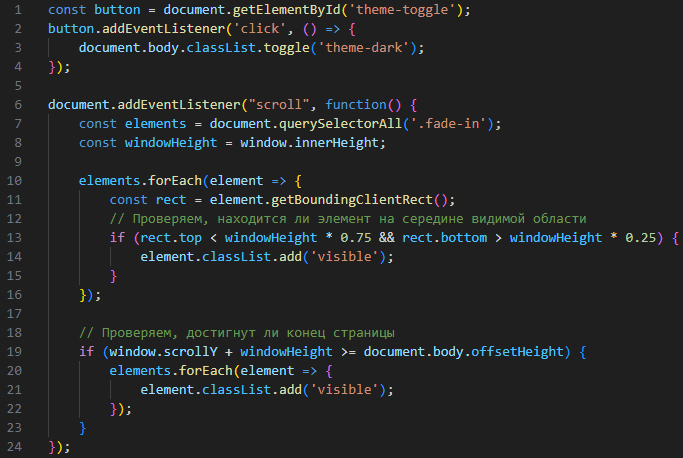 1 const button = document.getElementById('theme-toggle');
2 button.addEventListener('click', () => {
3     document.body.classList.toggle('theme-dark');
4 });
5
6 document.addEventListener("scroll", function() {
7     const elements = document.querySelectorAll('.fade-in');
8     const windowHeight = window.innerHeight;
9
10     elements.forEach(element => {
11         const rect = element.getBoundingClientRect();
12         // Проверяем, находится ли элемент на середине видимой области
13         if (rect.top < windowHeight * 0.75 && rect.bottom > windowHeight * 0.25) {
14             element.classList.add('visible');
15         }
16     });
17
18     // Проверяем, достигнут ли конец страницы
19     if (window.scrollY + windowHeight >= document.body.offsetHeight) {
20         elements.forEach(element => {
21             element.classList.add('visible');
22         });
23     }
24 });